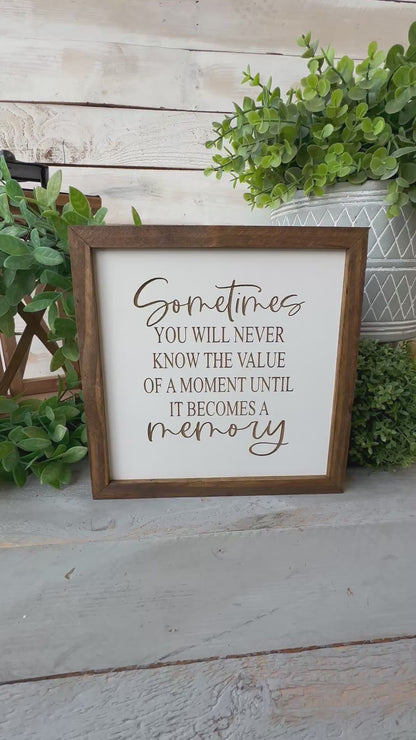 Sometimes
YOU WILL NEVER
KNOW THE VALUE
OF A MOMENT UNTIL
IT BECOMES A
memory